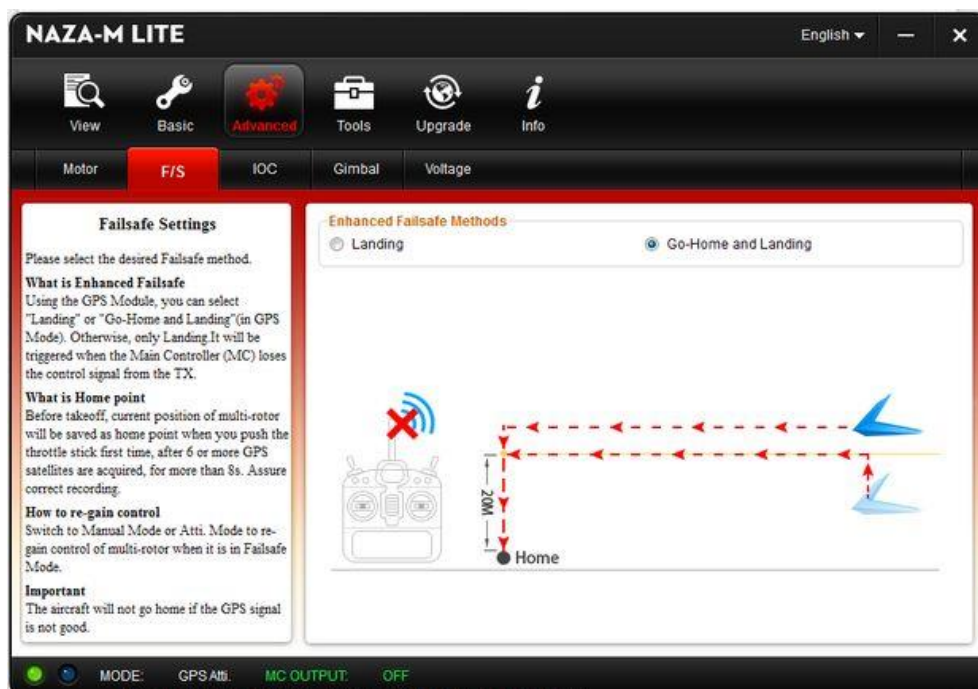 NAZA-M LITE
English
View Basic Advanced Tools Upgrade Info
Motor F/S IOC Gimbal Voltage
Failsafe Settings
Please select the desired Failsafe method.
What is Enhanced Failsafe
Using the GPS Module, you can select
"Landing" or "Go-Home and Landing"(in GPS
Mode). Otherwise, only Landing.It will be
triggered when the Main Controller (MC) loses
the control signal from the TX.
What is Home point
Before takeoff, current position of multi-rotor
will be saved as home point when you push the
throttle stick first time, after 6 or more GPS
satellites are acquired, for more than 8s. Assure
correct recording.
How to re-gain control
Switch to Manual Mode or Atti. Mode to re-
gain control of multi-rotor when it is in Failsafe
Mode.
Important
The aircraft will not go home if the GPS signal
is not good.
Enhanced Failsafe Methods
Landing Go-Home and Landing
20M
Home
MODE: GPS Atti. MC OUTPUT: OFF